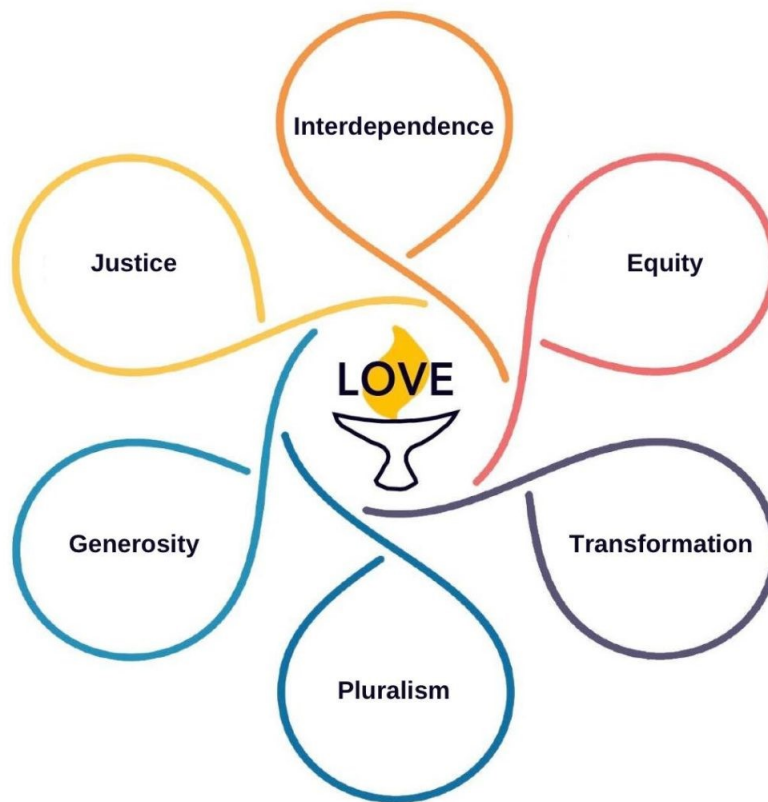 Interdependence
Justice
Equity
LOVE
Generosity
Transformation
Pluralism